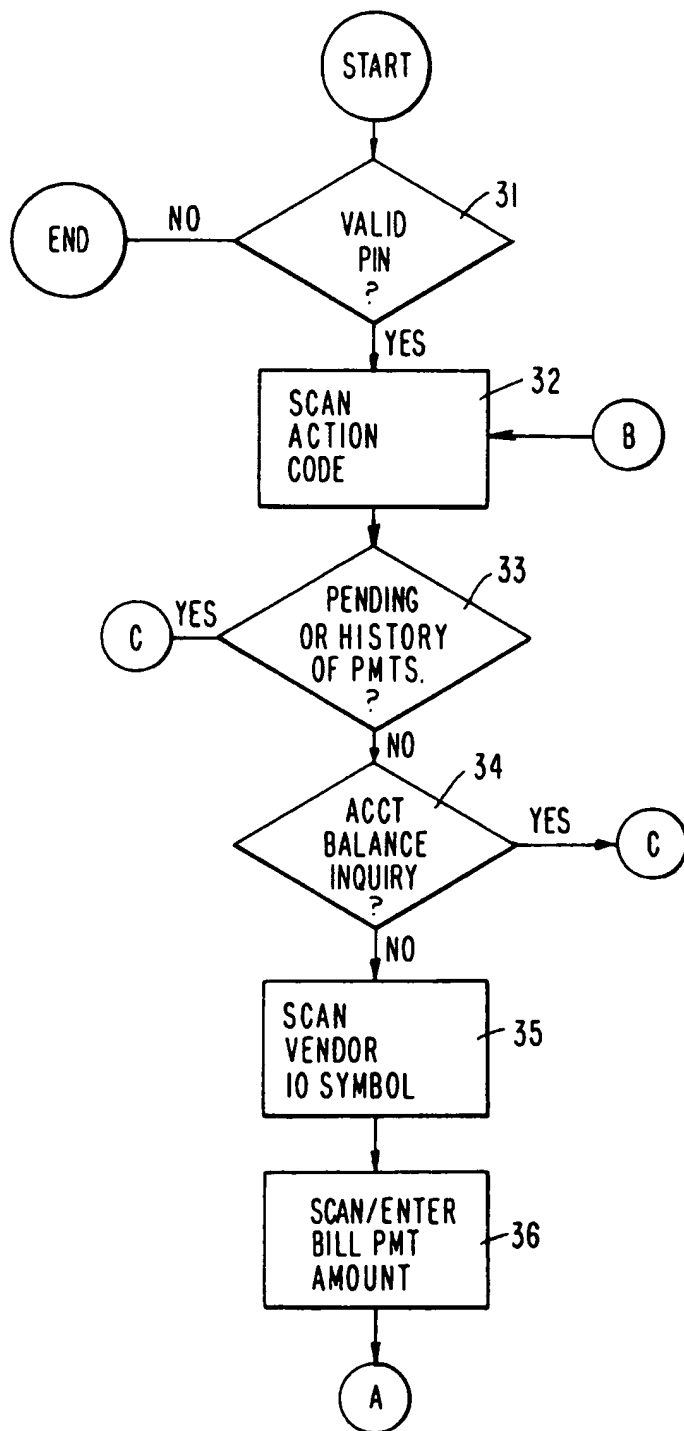 START
31
NO
END
VALID
PIN
?
YES
32
SCAN
ACTION
CODE
B
33
YES
C
PENDING
OR HISTORY
OF PMTS.
?
NO
34
ACCT
BALANCE
INQUIRY
?
YES
C
NO
SCAN
VENDOR
IO SYMBOL
35
SCAN/ENTER
BILL PMT
AMOUNT
36
A